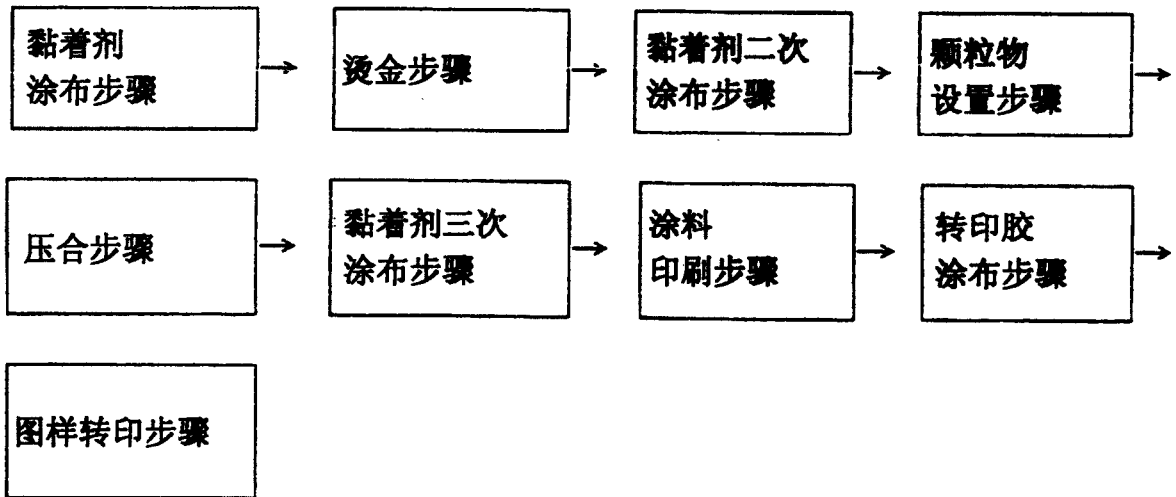 黏着剂
涂布步骤
烫金步骤
黏着剂二次
涂布步骤
颗粒物
设置步骤
压合步骤
黏着剂三次
涂布步骤
涂料
印刷步骤
转印胶
涂布步骤
图样转印步骤